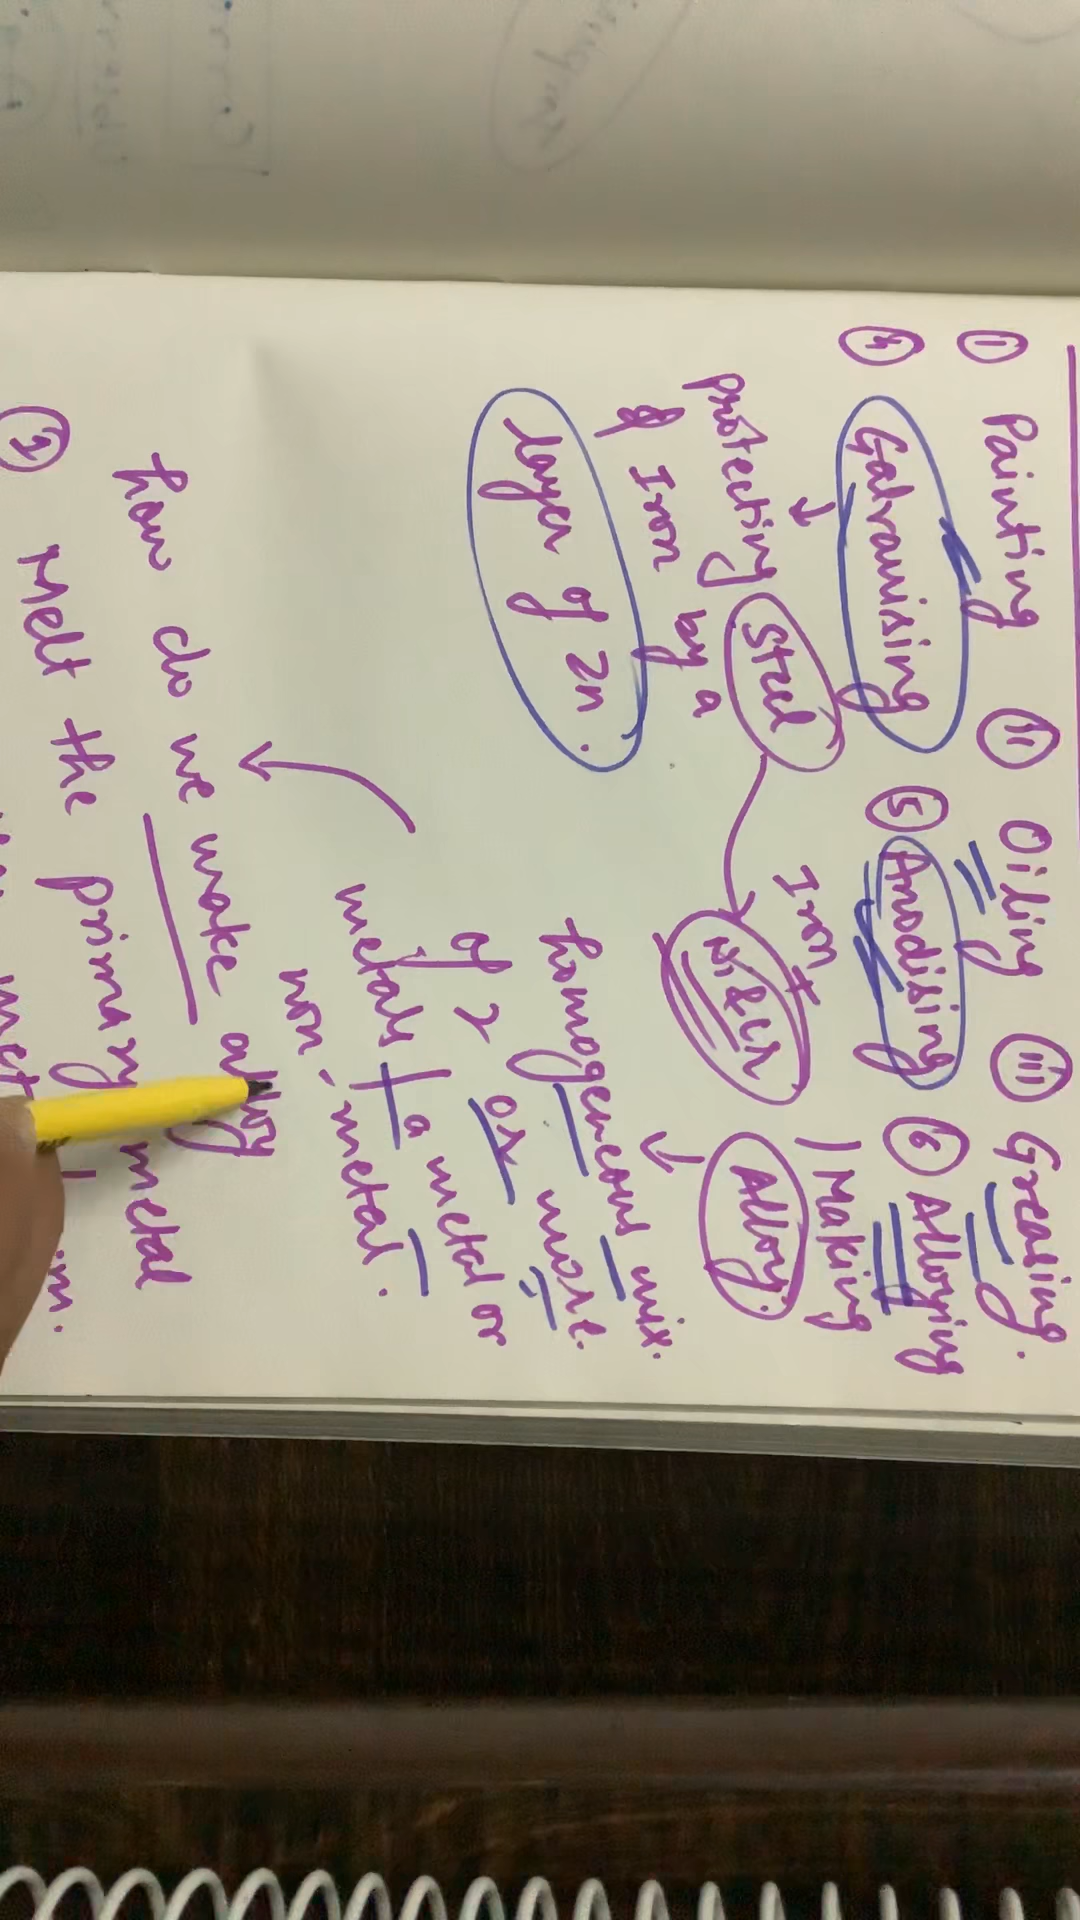 ① Painting ⑪ Oiling ⑪⑩ Greasing.
④ Galvanising ⑤ Anodising ⑥ Alloying
↓
protecting Steel Iron + | Making
& Iron by a Ni & Cr Alloy.
layer of Zn. homogeneous mix.
of 2 or more.
metals / a metal or
non-metal.
how do we make alloy
① Melt the primary metal